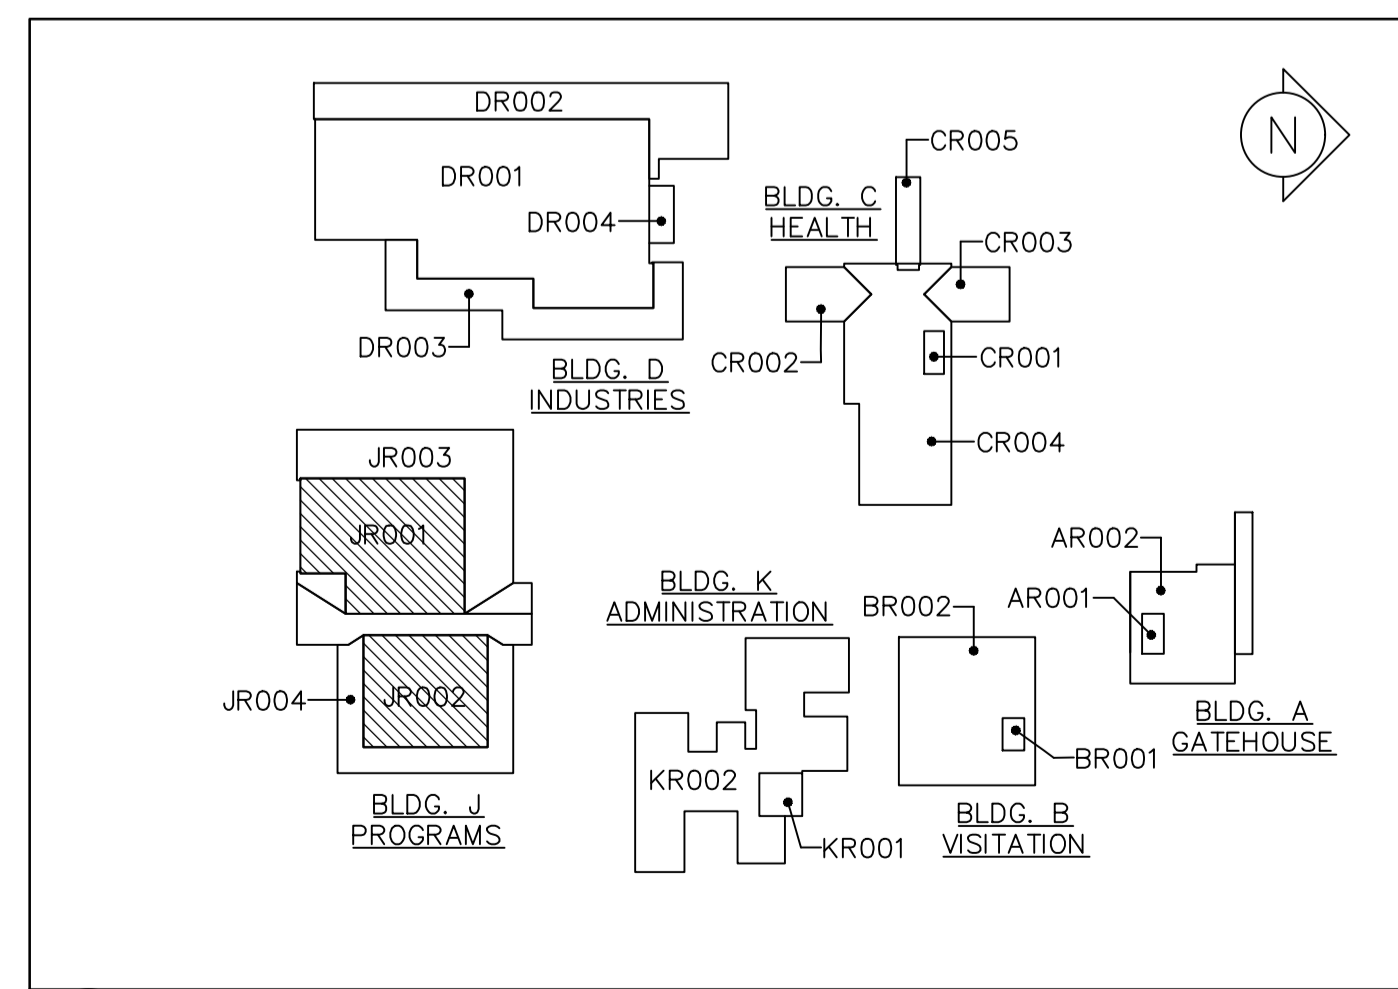 DR002
DR001
DR004
DR003
BLDG. D
INDUSTRIES
CR005
BLDG. C
HEALTH
CR003
CR002
CR001
CR004
N
JR003
JR001
JR004
JR002
BLDG. J
PROGRAMS
BLDG. K
ADMINISTRATION
KR002
KR001
BR002
BR001
BLDG. B
VISITATION
AR002
AR001
BLDG. A
GATEHOUSE